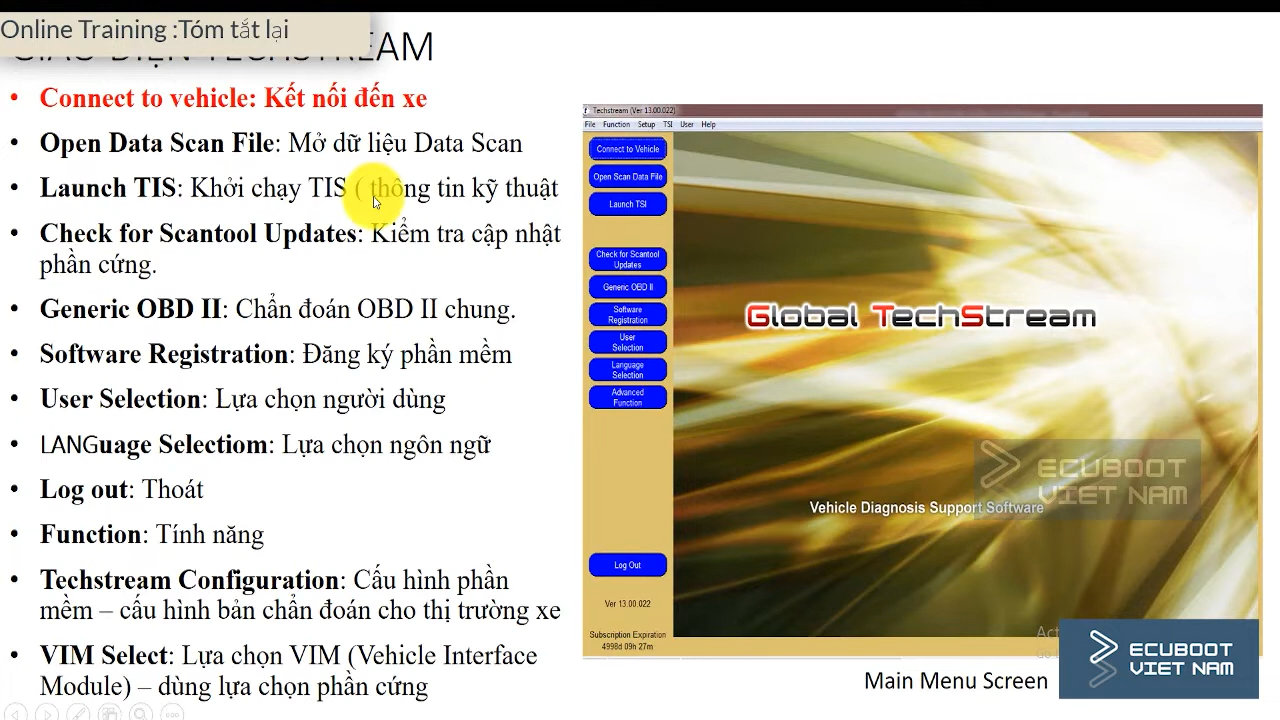 Online Training :Tóm tắt lại
GIAO DIỆN TECHSTREAM
• Connect to vehicle: Kết nối đến xe
• Open Data Scan File: Mở dữ liệu Data Scan
• Launch TIS: Khởi chạy TIS ( thông tin kỹ thuật
• Check for Scantool Updates: Kiểm tra cập nhật
phần cứng.
• Generic OBD II: Chẩn đoán OBD II chung.
• Software Registration: Đăng ký phần mềm
• User Selection: Lựa chọn người dùng
• LANGuage Selectiom: Lựa chọn ngôn ngữ
• Log out: Thoát
• Function: Tính năng
• Techstream Configuration: Cấu hình phần
mềm – cấu hình bản chẩn đoán cho thị trường xe
• VIM Select: Lựa chọn VIM (Vehicle Interface
Module) – dùng lựa chọn phần cứng
Techstream (Ver 13.00.022)
File Function Setup TSI User Help
Connect to Vehicle
Open Scan Data File
Launch TSI
Check for Scantool
Updates
Generic OBD II
Software
Registration
User
Selection
Language
Selection
Advanced
Function
Log Out
Ver 13.00.022
Subscription Expiration
4998d 09h 27m
Global TechStream
Vehicle Diagnosis Support Software
ECUBOOT
VIET NAM
Main Menu Screen
ECUBOOT
VIET NAM